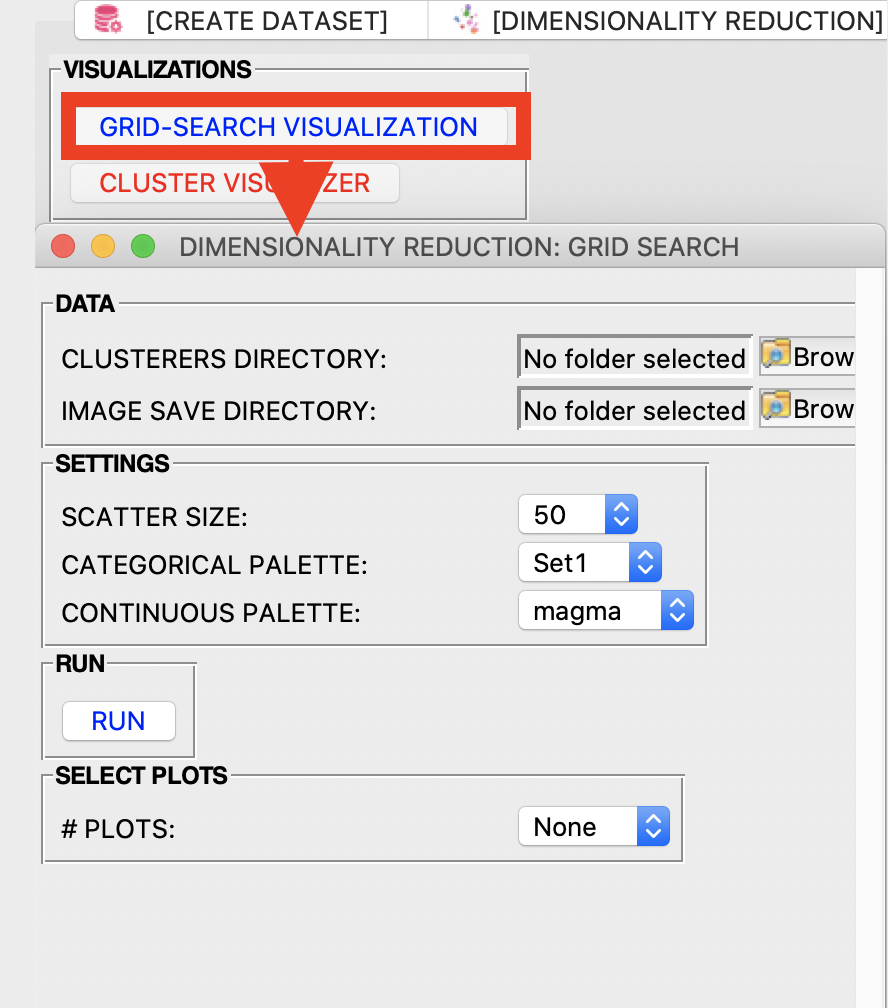 [CREATE DATASET] [DIMENSIONALITY REDUCTION]
VISUALIZATIONS
GRID-SEARCH VISUALIZATION
CLUSTER VIS ZER
DIMENSIONALITY REDUCTION: GRID SEARCH
DATA
CLUSTERERS DIRECTORY: No folder selected Brow
IMAGE SAVE DIRECTORY: No folder selected Brow
SETTINGS
SCATTER SIZE: 50
CATEGORICAL PALETTE: Set1
CONTINUOUS PALETTE: magma
RUN
RUN
SELECT PLOTS
# PLOTS: None